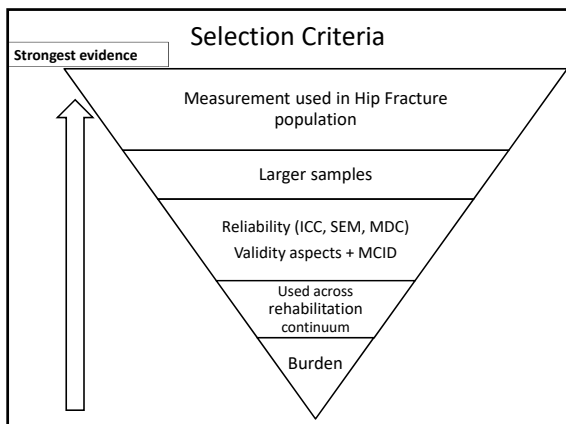 Selection Criteria
Strongest evidence
Measurement used in Hip Fracture
population
Larger samples
Reliability (ICC, SEM, MDC)
Validity aspects + MCID
Used across
rehabilitation
continuum
Burden